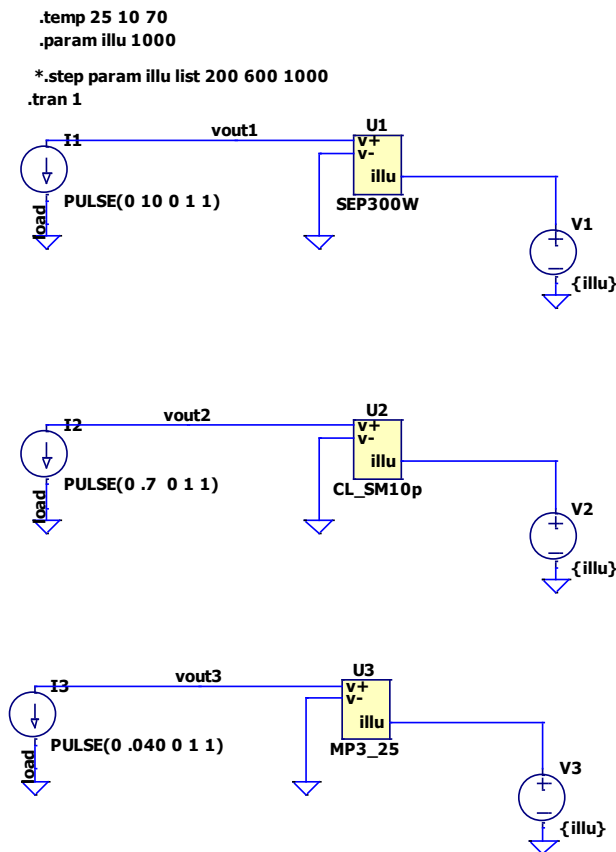 .temp 25 10 70
.param illu 1000
*.step param illu list 200 600 1000
.tran 1
I1
vout1
U1
v+
v-
illu
SEP300W
load
PULSE(0 10 0 1 1)
V1
{illu}
I2
vout2
U2
v+
v-
illu
CL_SM10p
load
PULSE(0 .7  0 1 1)
V2
{illu}
I3
vout3
U3
v+
v-
illu
MP3_25
load
PULSE(0 .040 0 1 1)
V3
{illu}